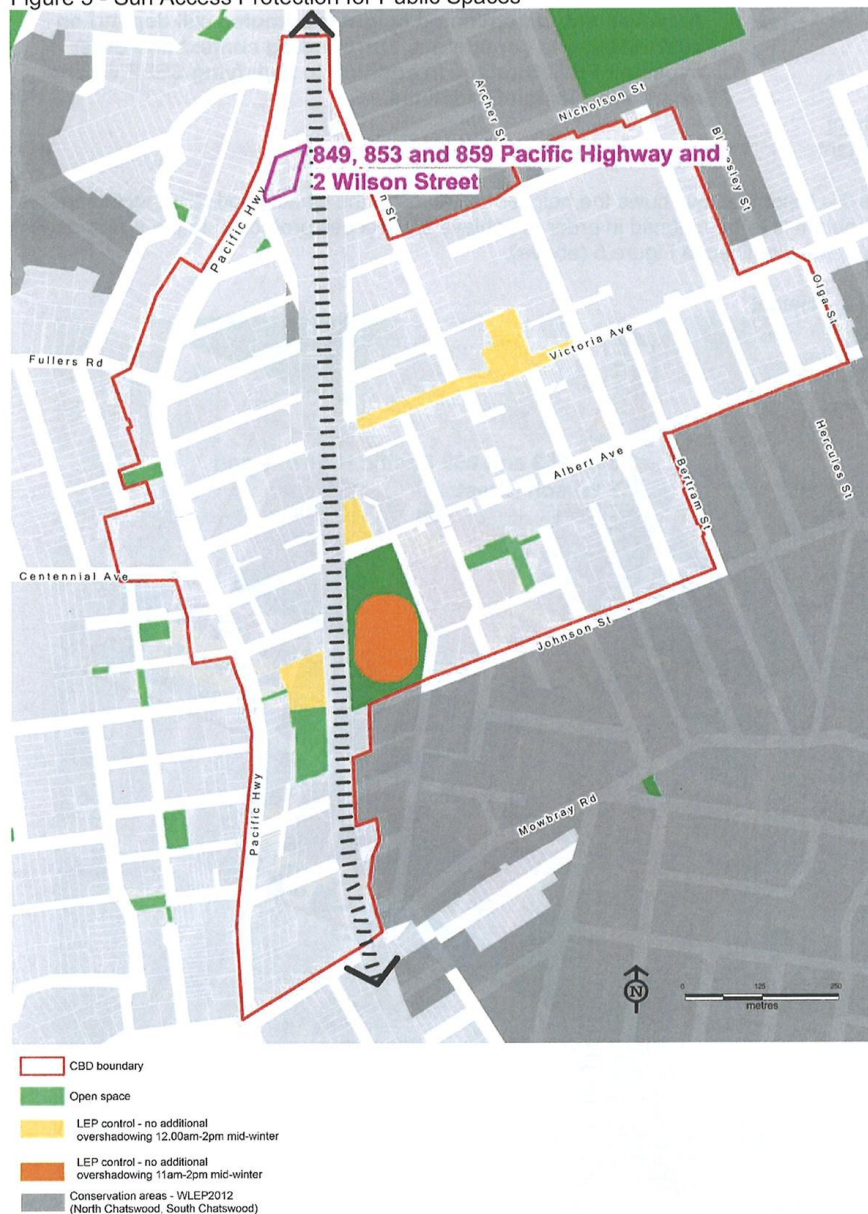 Figure 5 - Sun Access Protection for Public Spaces
Archer St
Nicholson St
849, 853 and 859 Pacific Highway and
2 Wilson Street
Pacific Hwy
n St
sley St
Olga St
Fullers Rd
Victoria Ave
Albert Ave
Hercules St
Bertram St
Centennial Ave
Johnson St
Pacific Hwy
Mowbray Rd
N
0 125 250
metres
CBD boundary
Open space
LEP control - no additional
overshadowing 12.00am-2pm mid-winter
LEP control - no additional
overshadowing 11am-2pm mid-winter
Conservation areas - WLEP2012
(North Chatswood, South Chatswood)